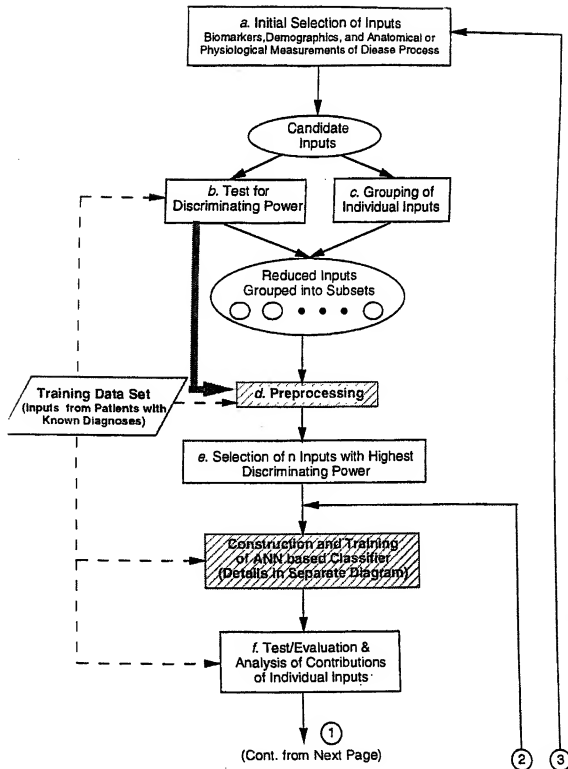 a. Initial Selection of Inputs
Biomarkers,Demographics, and Anatomical or
Physiological Measurements of Diease Process
Candidate
Inputs
b. Test for
Discriminating Power
c. Grouping of
Individual Inputs
Reduced Inputs
Grouped into Subsets
Training Data Set
(Inputs from Patients with
Known Diagnoses)
d. Preprocessing
e. Selection of n Inputs with Highest
Discriminating Power
Construction and Training
of ANN based Classifier
(Details in Separate Diagram)
f. Test/Evaluation &
Analysis of Contributions
of Individual Inputs
1
(Cont. from Next Page)
2
3